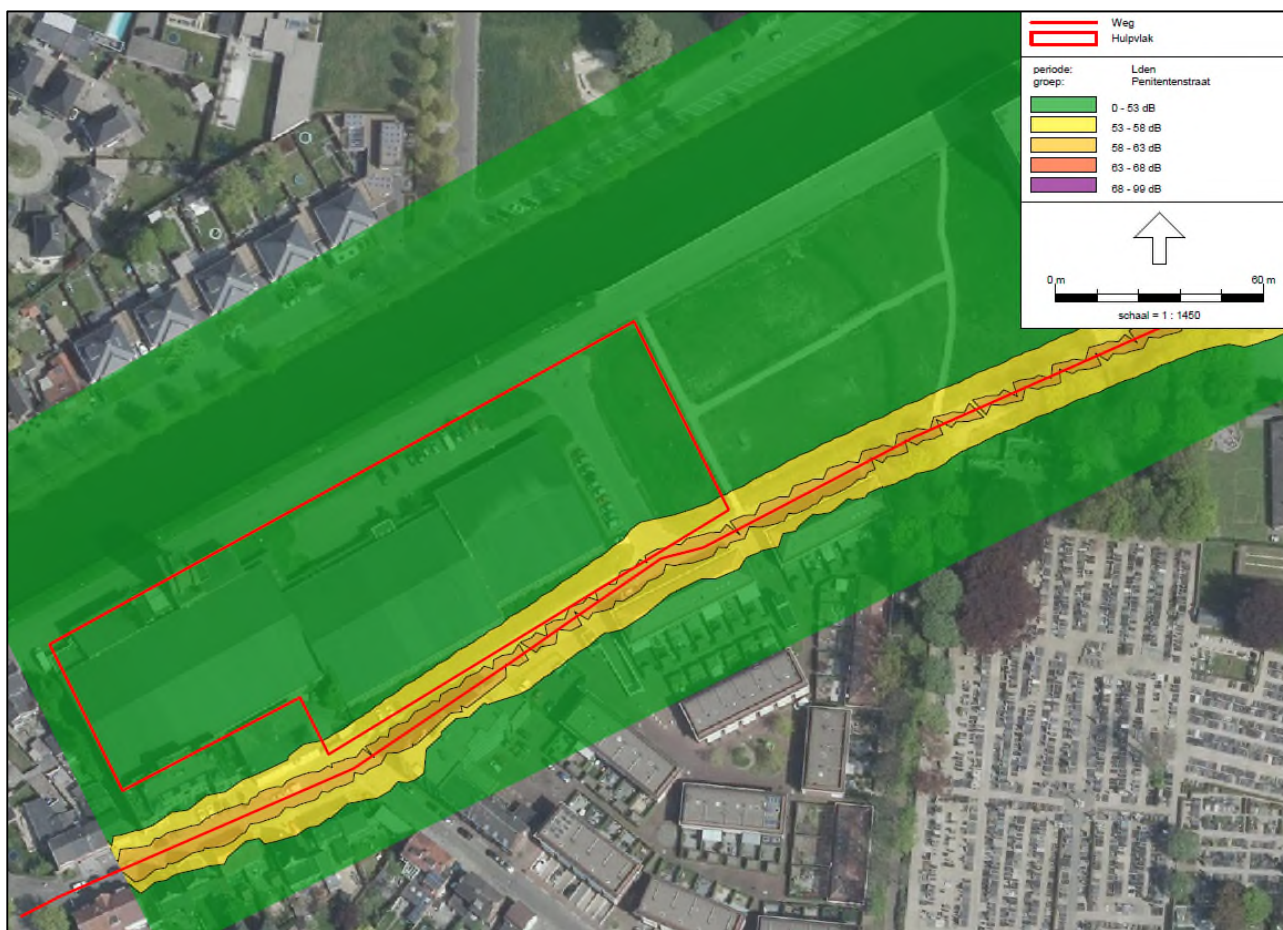 Weg
Hulpvlak
periode: Lden
groep: Penitentenstraat
0 - 53 dB
53 - 58 dB
58 - 63 dB
63 - 68 dB
68 - 99 dB
0 m 60 m
schaal = 1 : 1450